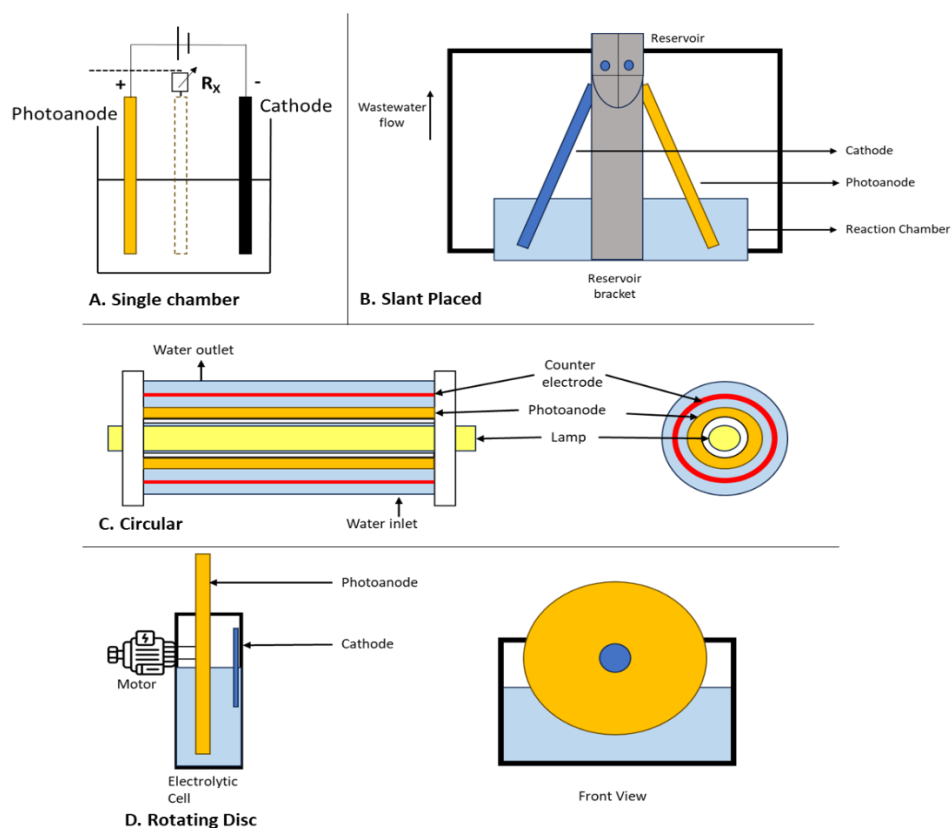 +
-
Rx
Photoanode
Cathode
A. Single chamber
Reservoir
Wastewater
flow
Cathode
Photoanode
Reaction Chamber
Reservoir
bracket
B. Slant Placed
Water outlet
Counter
electrode
Photoanode
Lamp
Water inlet
C. Circular
Photoanode
Cathode
Motor
Electrolytic
Cell
Front View
D. Rotating Disc